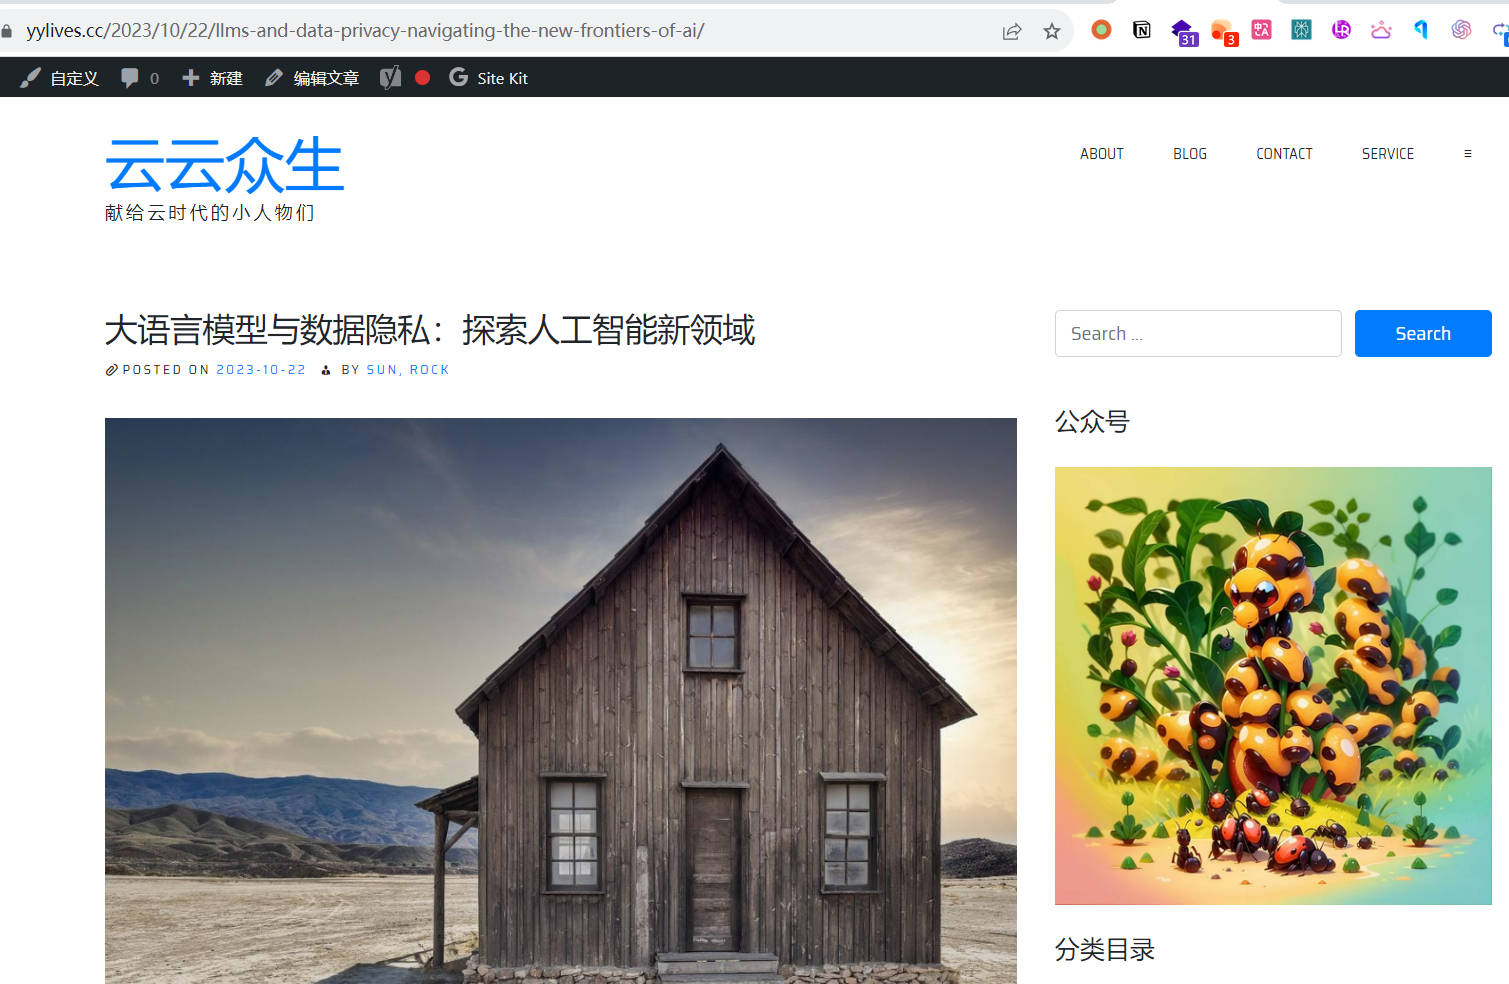 yylives.cc/2023/10/22/llms-and-data-privacy-navigating-the-new-frontiers-of-ai/
31
3
自定义 0 新建 编辑文章 Site Kit
云云众生
献给云时代的小人物们
ABOUT BLOG CONTACT SERVICE
大语言模型与数据隐私：探索人工智能新领域
POSTED ON 2023-10-22 BY SUN, ROCK
Search ...
Search
公众号
分类目录